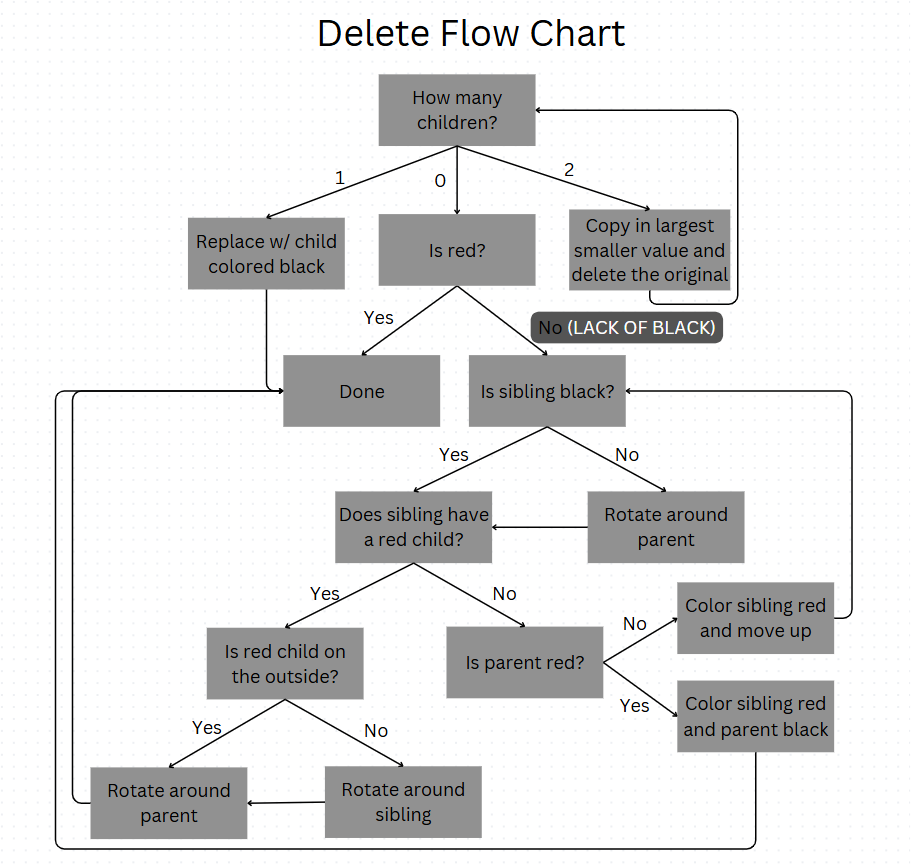 Delete Flow Chart
How many
children?
1
0
2
Replace w/ child
colored black
Is red?
Copy in largest
smaller value and
delete the original
Yes
No (LACK OF BLACK)
Done
Is sibling black?
Yes
No
Does sibling have
a red child?
Rotate around
parent
Yes
No
Is red child on
the outside?
Is parent red?
No
Color sibling red
and move up
Yes
Color sibling red
and parent black
Yes
No
Rotate around
parent
Rotate around
sibling